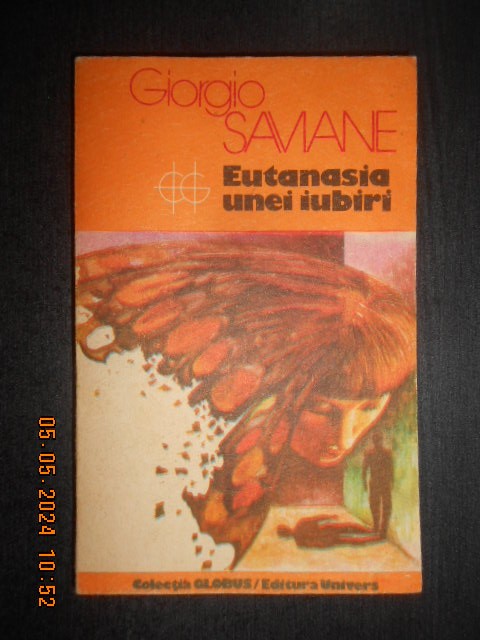 Giorgio
SAVIANE
Eutanasia
unei iubiri
Colecția GLOBUS/Editura Univers
05.05.2024 10:52